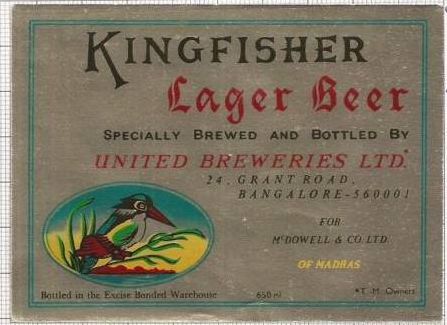 KINGFISHER
Lager Beer
SPECIALLY BREWED AND BOTTLED BY
UNITED BREWERIES LTD.*
24, GRANT ROAD,
BANGALORE-560001
FOR
McDOWELL & CO. LTD.
OF MADRAS
Bottled in the Excise Bonded Warehouse
650 ml
*T. M. Owners